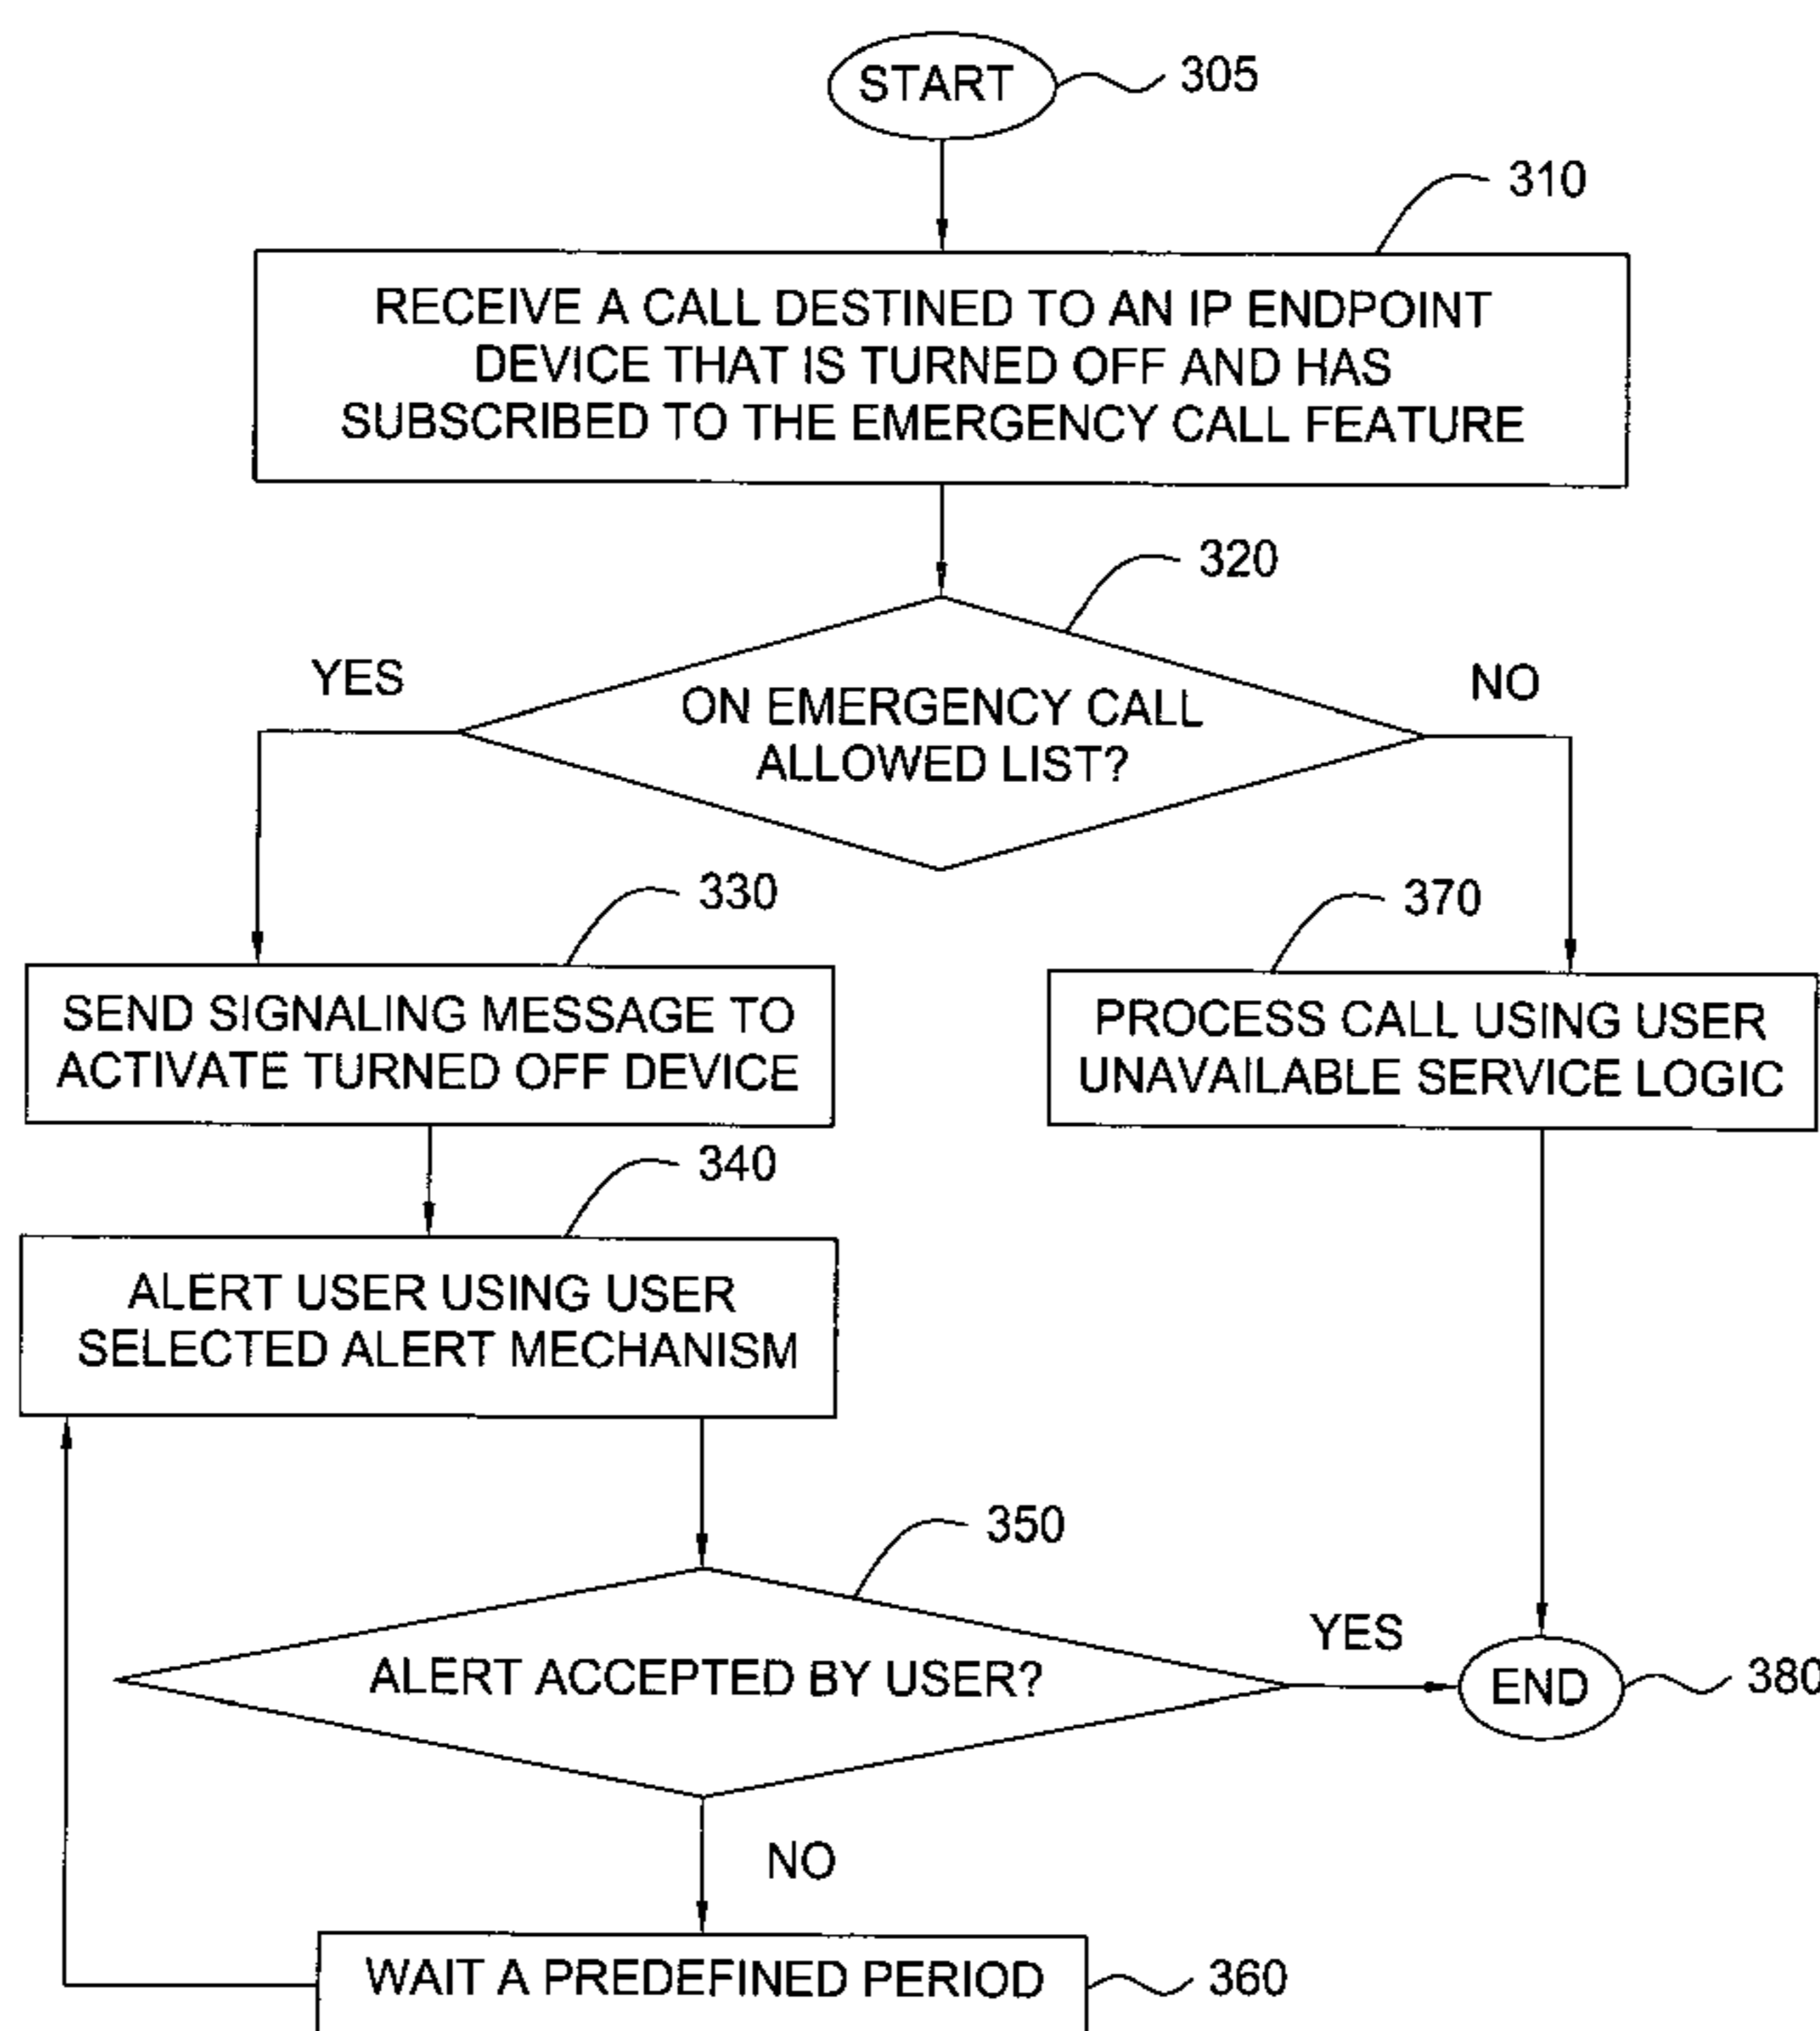 START
305
310
RECEIVE A CALL DESTINED TO AN IP ENDPOINT
DEVICE THAT IS TURNED OFF AND HAS
SUBSCRIBED TO THE EMERGENCY CALL FEATURE
320
YES
NO
ON EMERGENCY CALL
ALLOWED LIST?
330
370
SEND SIGNALING MESSAGE TO
ACTIVATE TURNED OFF DEVICE
PROCESS CALL USING USER
UNAVAILABLE SERVICE LOGIC
340
ALERT USER USING USER
SELECTED ALERT MECHANISM
350
ALERT ACCEPTED BY USER?
YES
END
380
NO
WAIT A PREDEFINED PERIOD
360